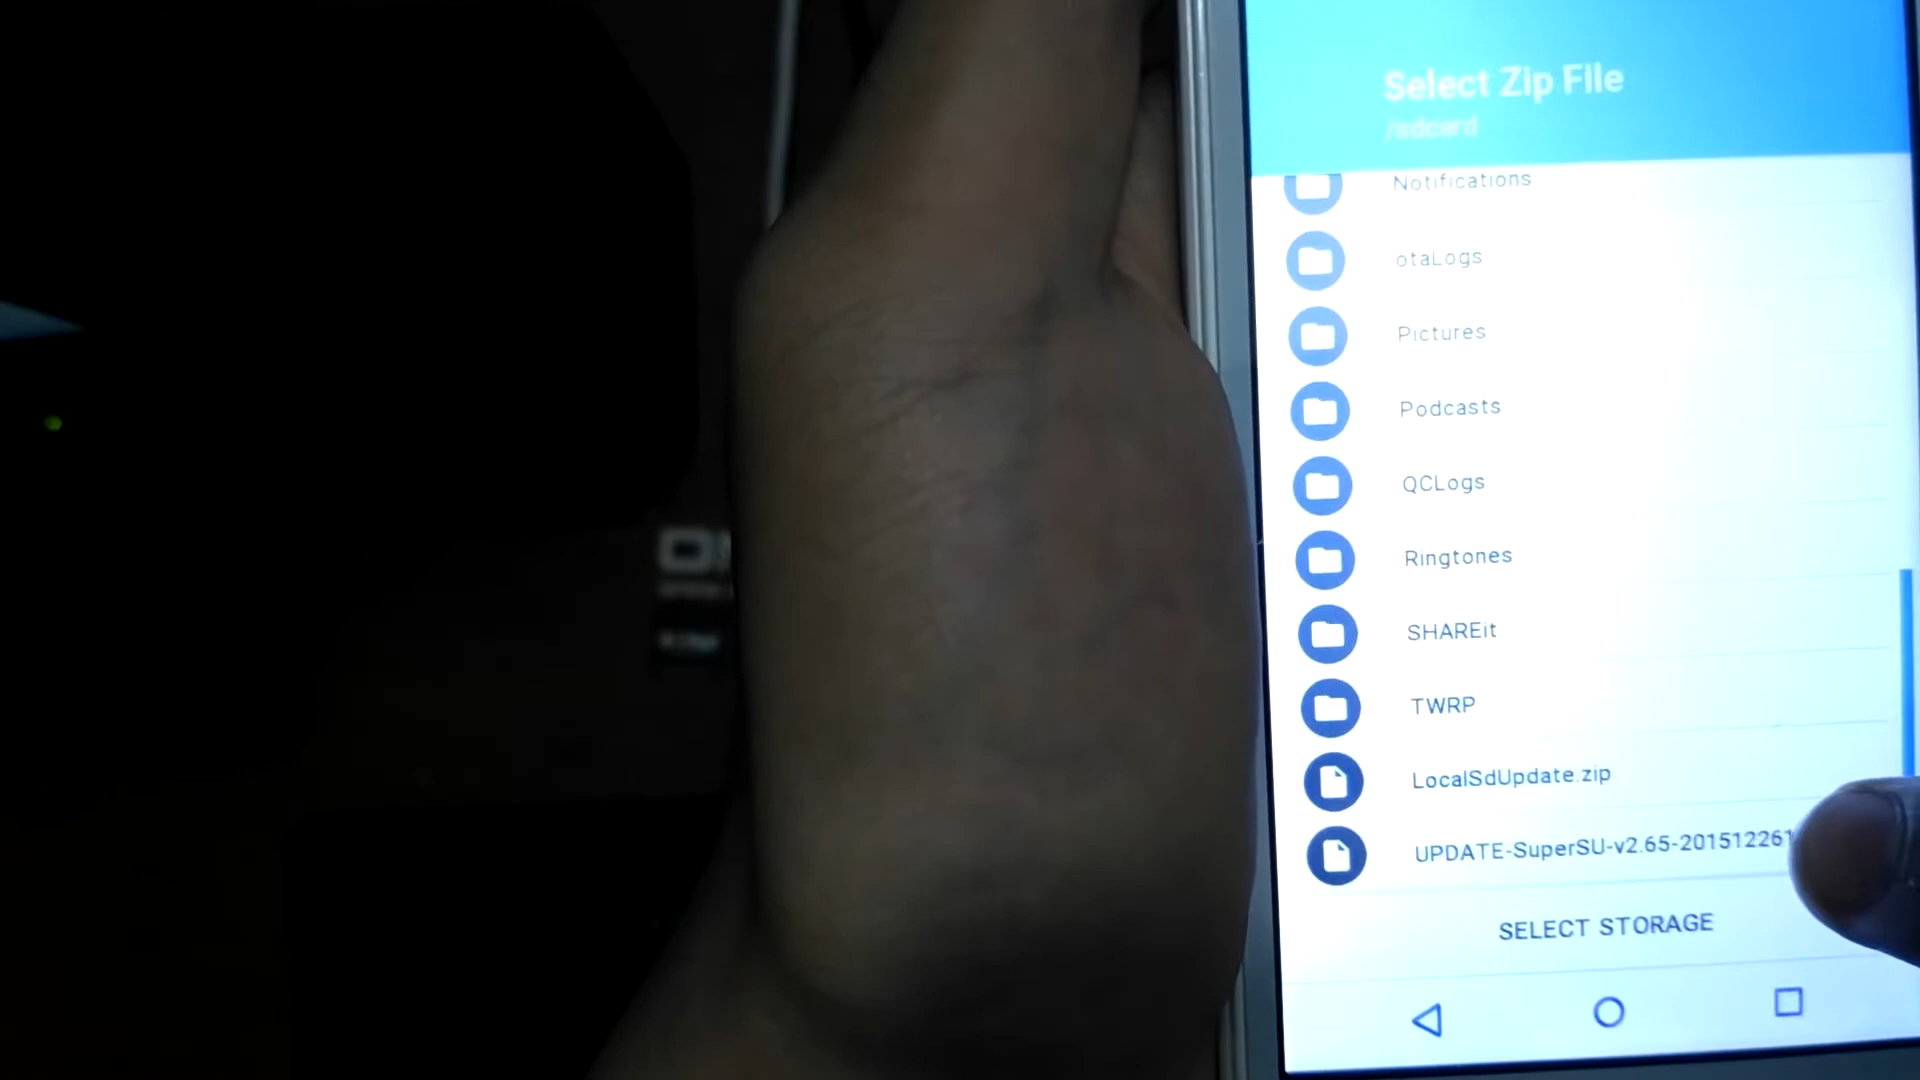 Select Zip File
/sdcard
Notifications
otaLogs
Pictures
Podcasts
QCLogs
Ringtones
SHAREit
TWRP
LocalSdUpdate.zip
UPDATE-SuperSU-v2.65-201512261
SELECT STORAGE